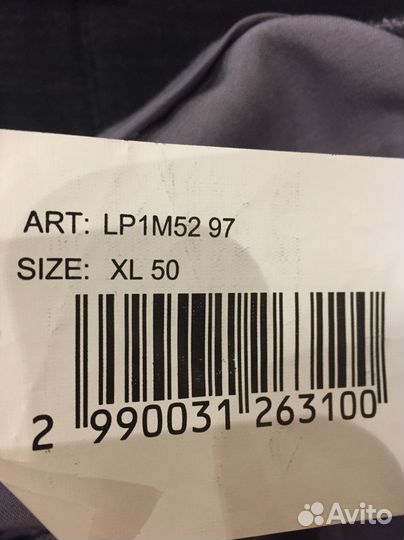 ART: LP1M52 97
SIZE: XL 50
2 990031 263100
Avito